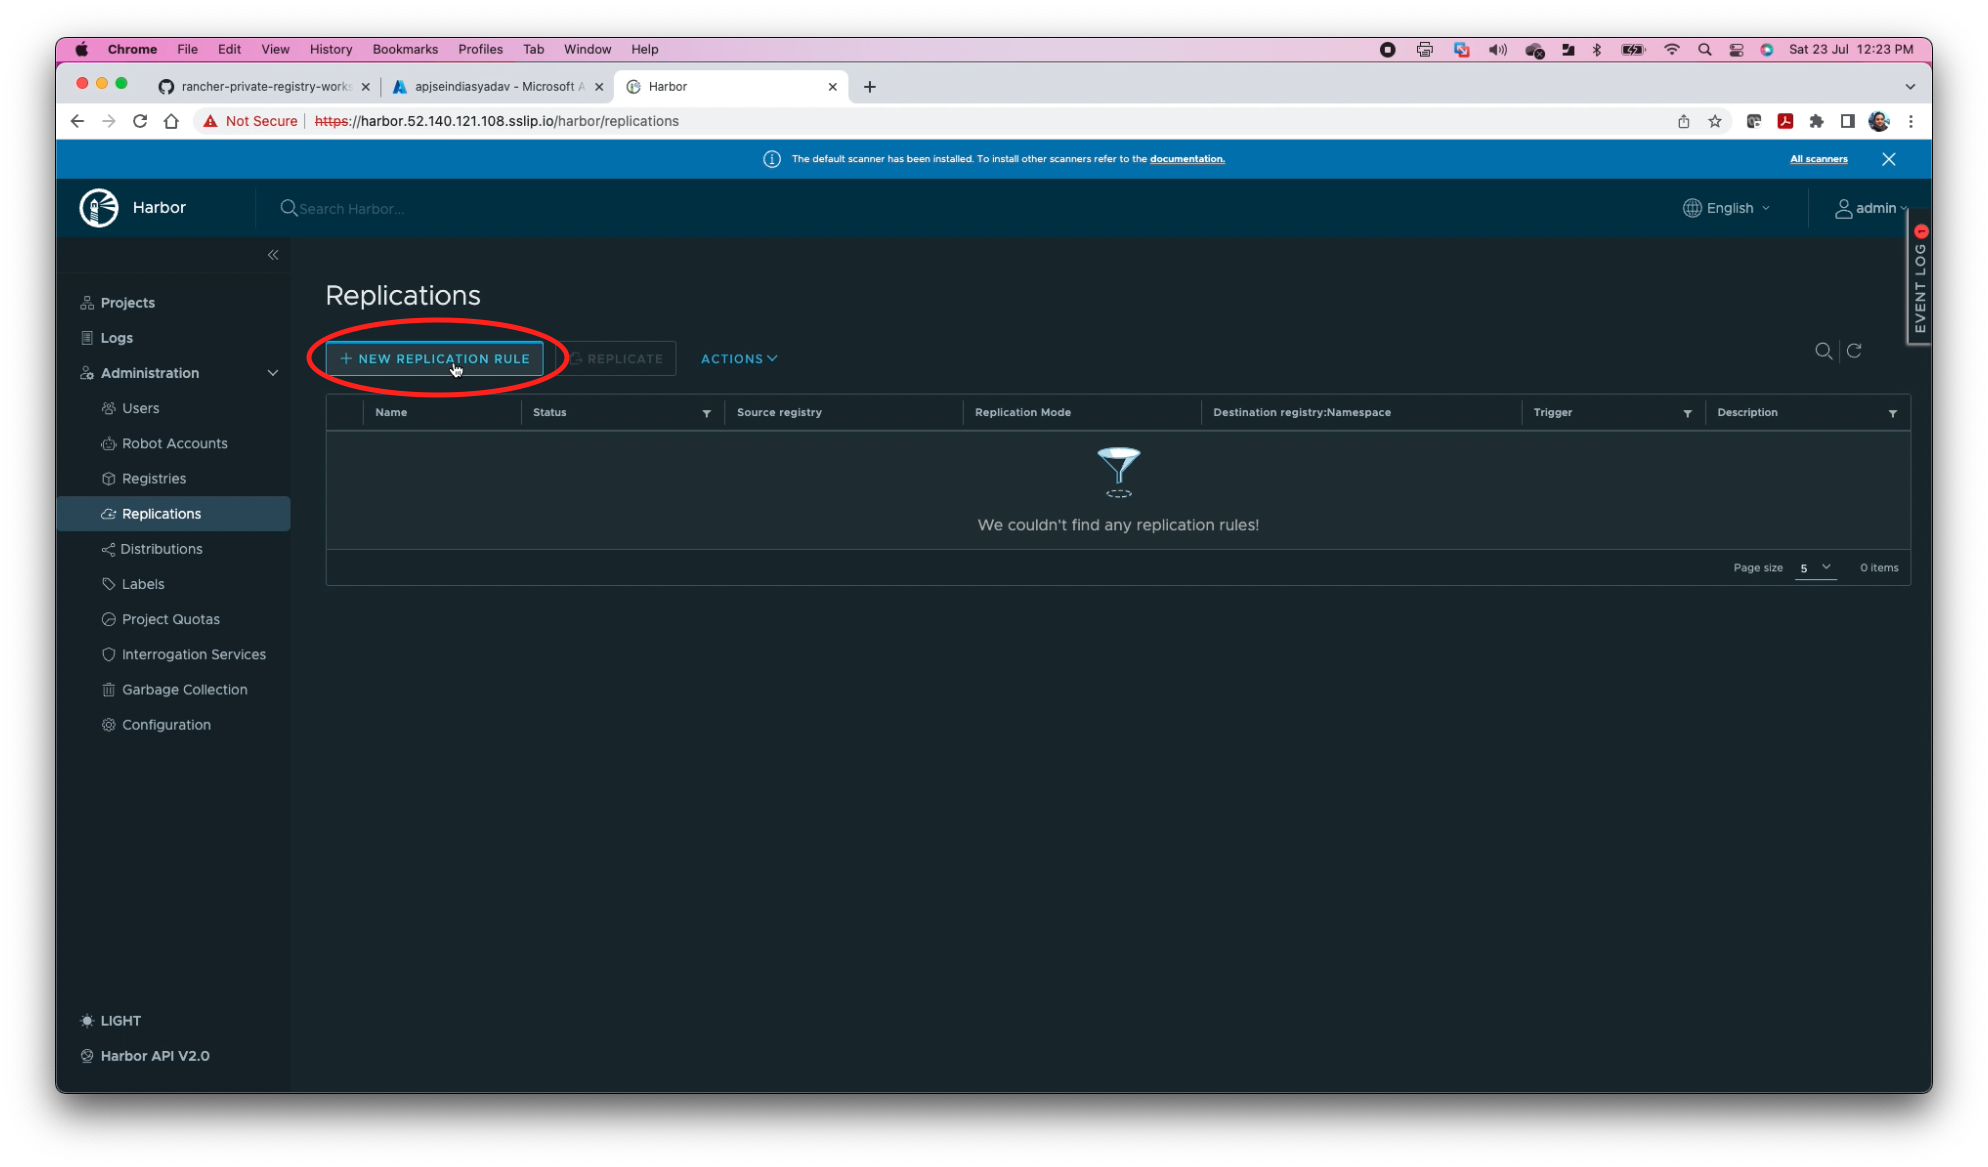 Chrome File Edit View History Bookmarks Profiles Tab Window Help Sat 23 Jul 12:23 PM
rancher-private-registry-works apjseindiasyadav - Microsoft A Harbor
Not Secure https://harbor.52.140.121.108.sslip.io/harbor/replications
The default scanner has been installed. To install other scanners refer to the documentation. All scanners
Harbor Search Harbor... English admin
EVENT LOG 1
Projects
Logs
Administration
Users
Robot Accounts
Registries
Replications
Distributions
Labels
Project Quotas
Interrogation Services
Garbage Collection
Configuration
LIGHT
Harbor API V2.0
Replications
+ NEW REPLICATION RULE REPLICATE ACTIONS
Name Status Source registry Replication Mode Destination registry:Namespace Trigger Description
We couldn't find any replication rules!
Page size 5 0 items